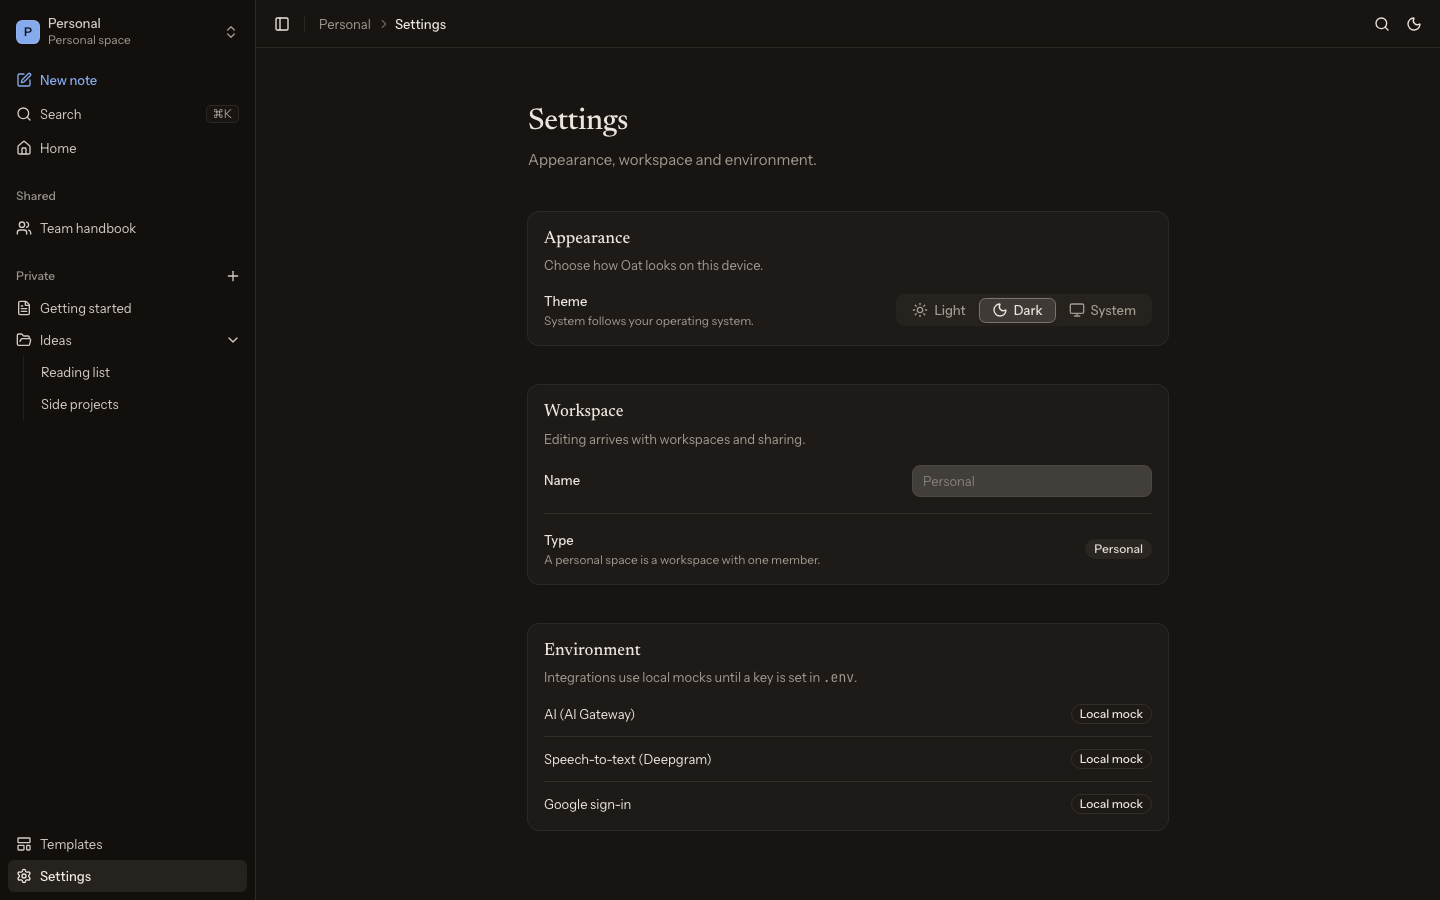 P
Personal
Personal space
New note
Search ⌘K
Home
Shared
Team handbook
Private
Getting started
Ideas
Reading list
Side projects
Templates
Settings
Personal > Settings
Settings
Appearance, workspace and environment.
Appearance
Choose how Oat looks on this device.
Theme
System follows your operating system.
Light Dark System
Workspace
Editing arrives with workspaces and sharing.
Name
Personal
Type
A personal space is a workspace with one member.
Personal
Environment
Integrations use local mocks until a key is set in .env.
AI (AI Gateway) Local mock
Speech-to-text (Deepgram) Local mock
Google sign-in Local mock